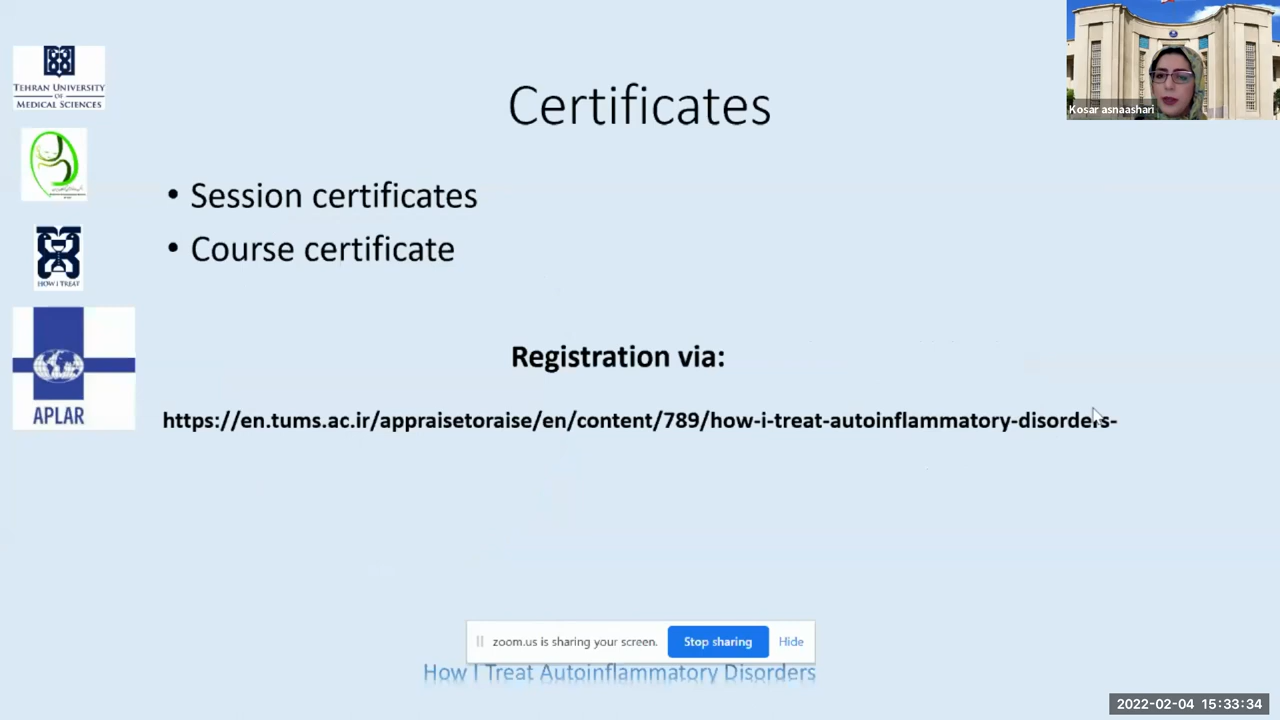 TEHRAN UNIVERSITY
OF
MEDICAL SCIENCES
HOW I TREAT
APLAR
Certificates
• Session certificates
• Course certificate
Registration via:
https://en.tums.ac.ir/appraisetoraise/en/content/789/how-i-treat-autoinflammatory-disorders-
Kosar asnaashari
zoom.us is sharing your screen. Stop sharing Hide
How I Treat Autoinflammatory Disorders
2022-02-04 15:33:34